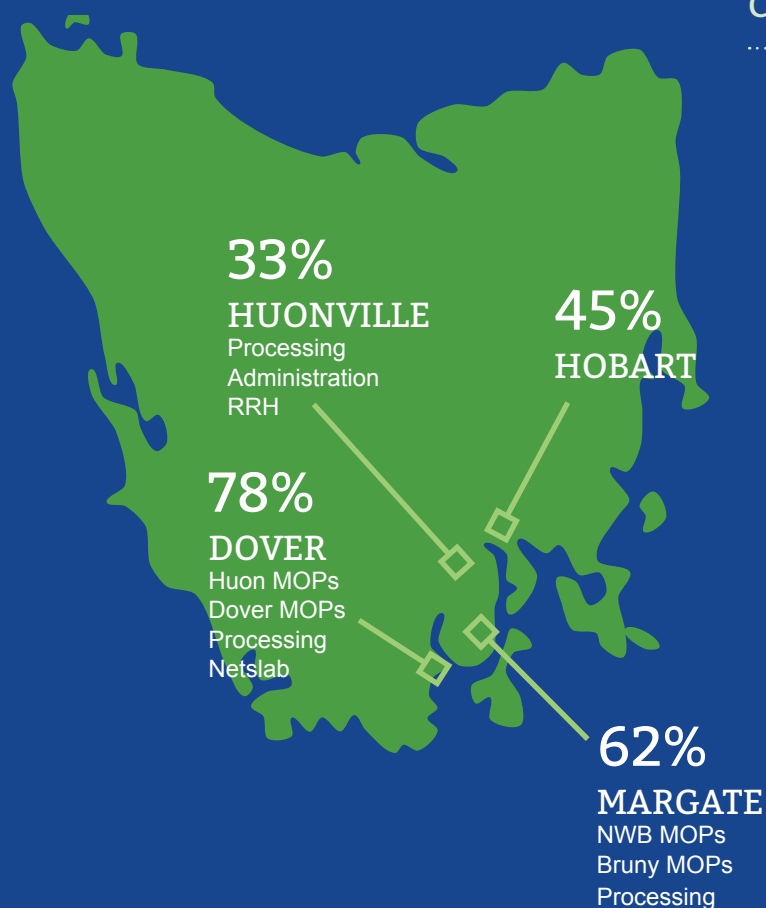 33%
HUONVILLE
Processing
Administration
RRH
45%
HOBART
78%
DOVER
Huon MOPs
Dover MOPs
Processing
Netslab
62%
MARGATE
NWB MOPs
Bruny MOPs
Processing